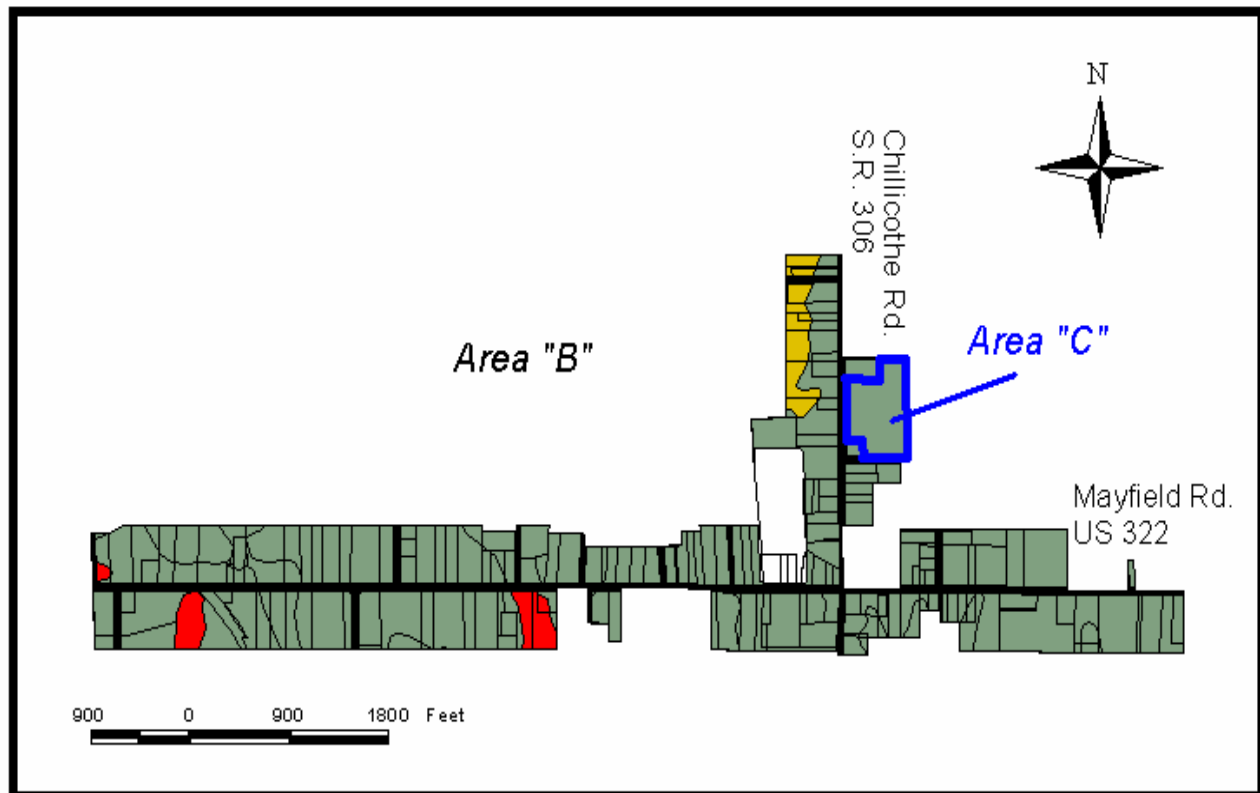 N
Chillicothe Rd.
S.R. 306
Area "B"
Area "C"
Mayfield Rd.
US 322
900 0 900 1800 Feet